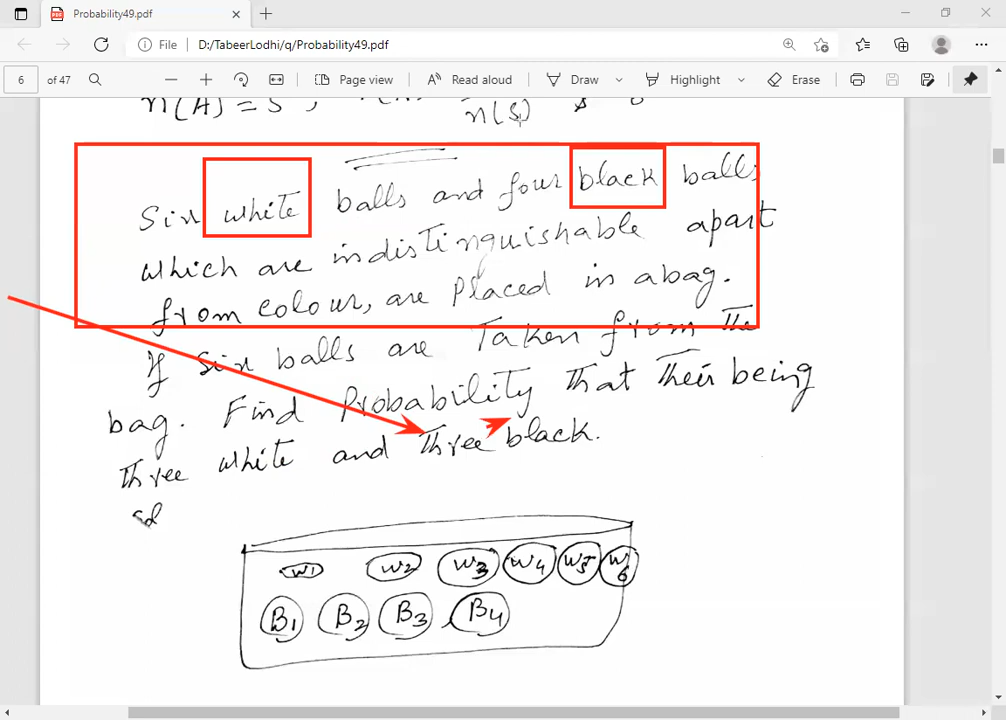 Probability49.pdf
File D:/TabeerLodhi/q/Probability49.pdf
6 of 47 Page view Read aloud Draw Highlight Erase
n(A) = 5,
n(S)
Six white balls and four black balls
which are indistinguishable apart
from colour, are placed in a bag.
If six balls are Taken from the
bag. Find Probability that Their being
Three white and Three black.
sol
W1 W2 W3 W4 W5 W6
B1 B2 B3 B4